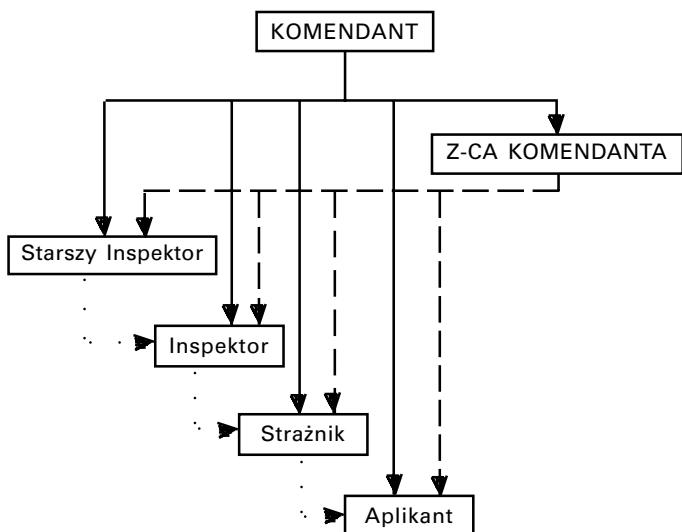 KOMENDANT
Z-CA KOMENDANTA
Starszy Inspektor
Inspektor
Strażnik
Aplikant